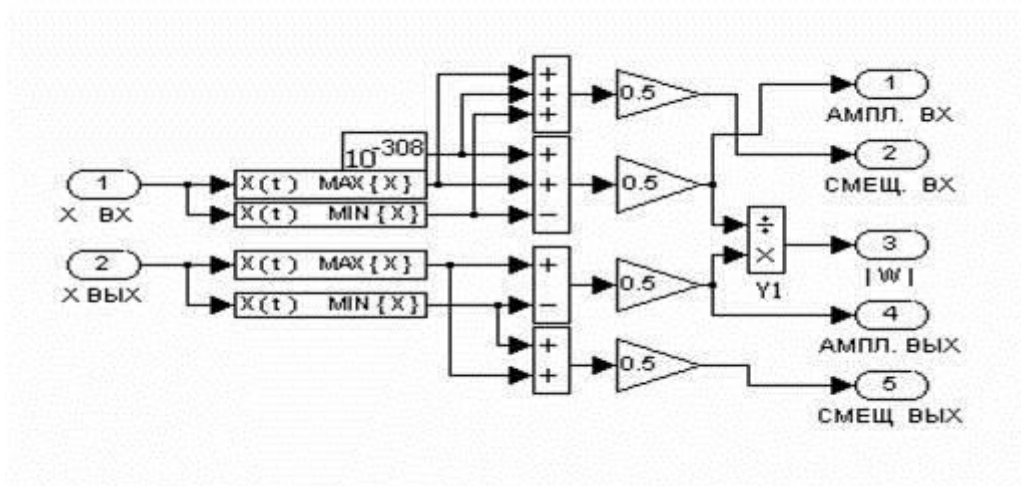 +
+
+
0.5
1
АМПЛ. ВХ
10^-308
+
+
-
0.5
2
СМЕЩ. ВХ
1
X ВХ
X(t) MAX{X}
X(t) MIN{X}
÷
X
Y1
3
|W|
2
X ВЫХ
X(t) MAX{X}
X(t) MIN{X}
+
-
0.5
4
АМПЛ. ВЫХ
+
+
0.5
5
СМЕЩ ВЫХ